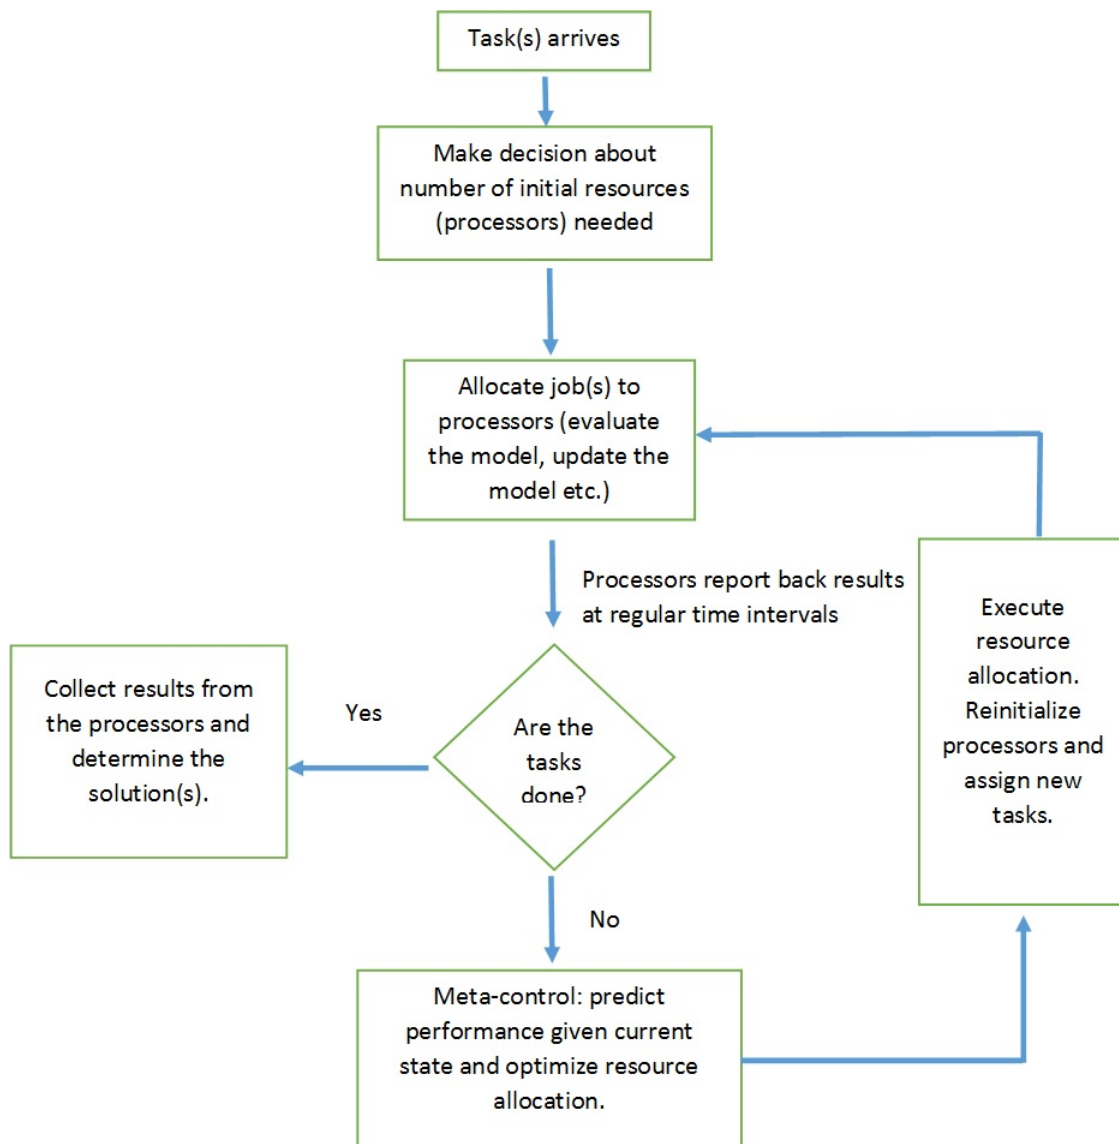 Task(s) arrives
Make decision about
number of initial resources
(processors) needed
Allocate job(s) to
processors (evaluate
the model, update the
model etc.)
Processors report back results
at regular time intervals
Execute
resource
allocation.
Reinitialize
processors and
assign new
tasks.
Collect results from
the processors and
determine the
solution(s).
Yes
Are the
tasks
done?
No
Meta-control: predict
performance given current
state and optimize resource
allocation.